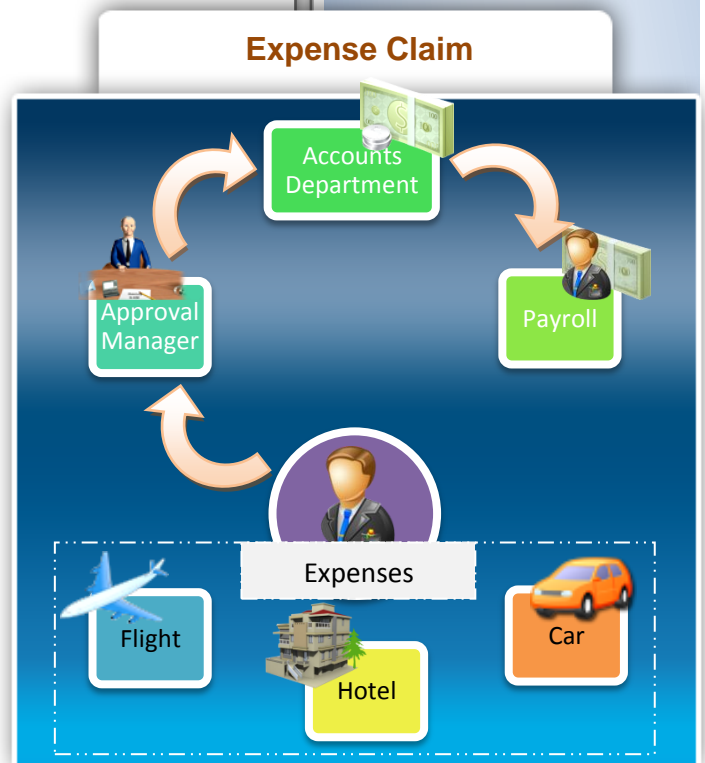 Expense Claim
Accounts
Department
Approval
Manager
Payroll
Expenses
Flight
Car
Hotel